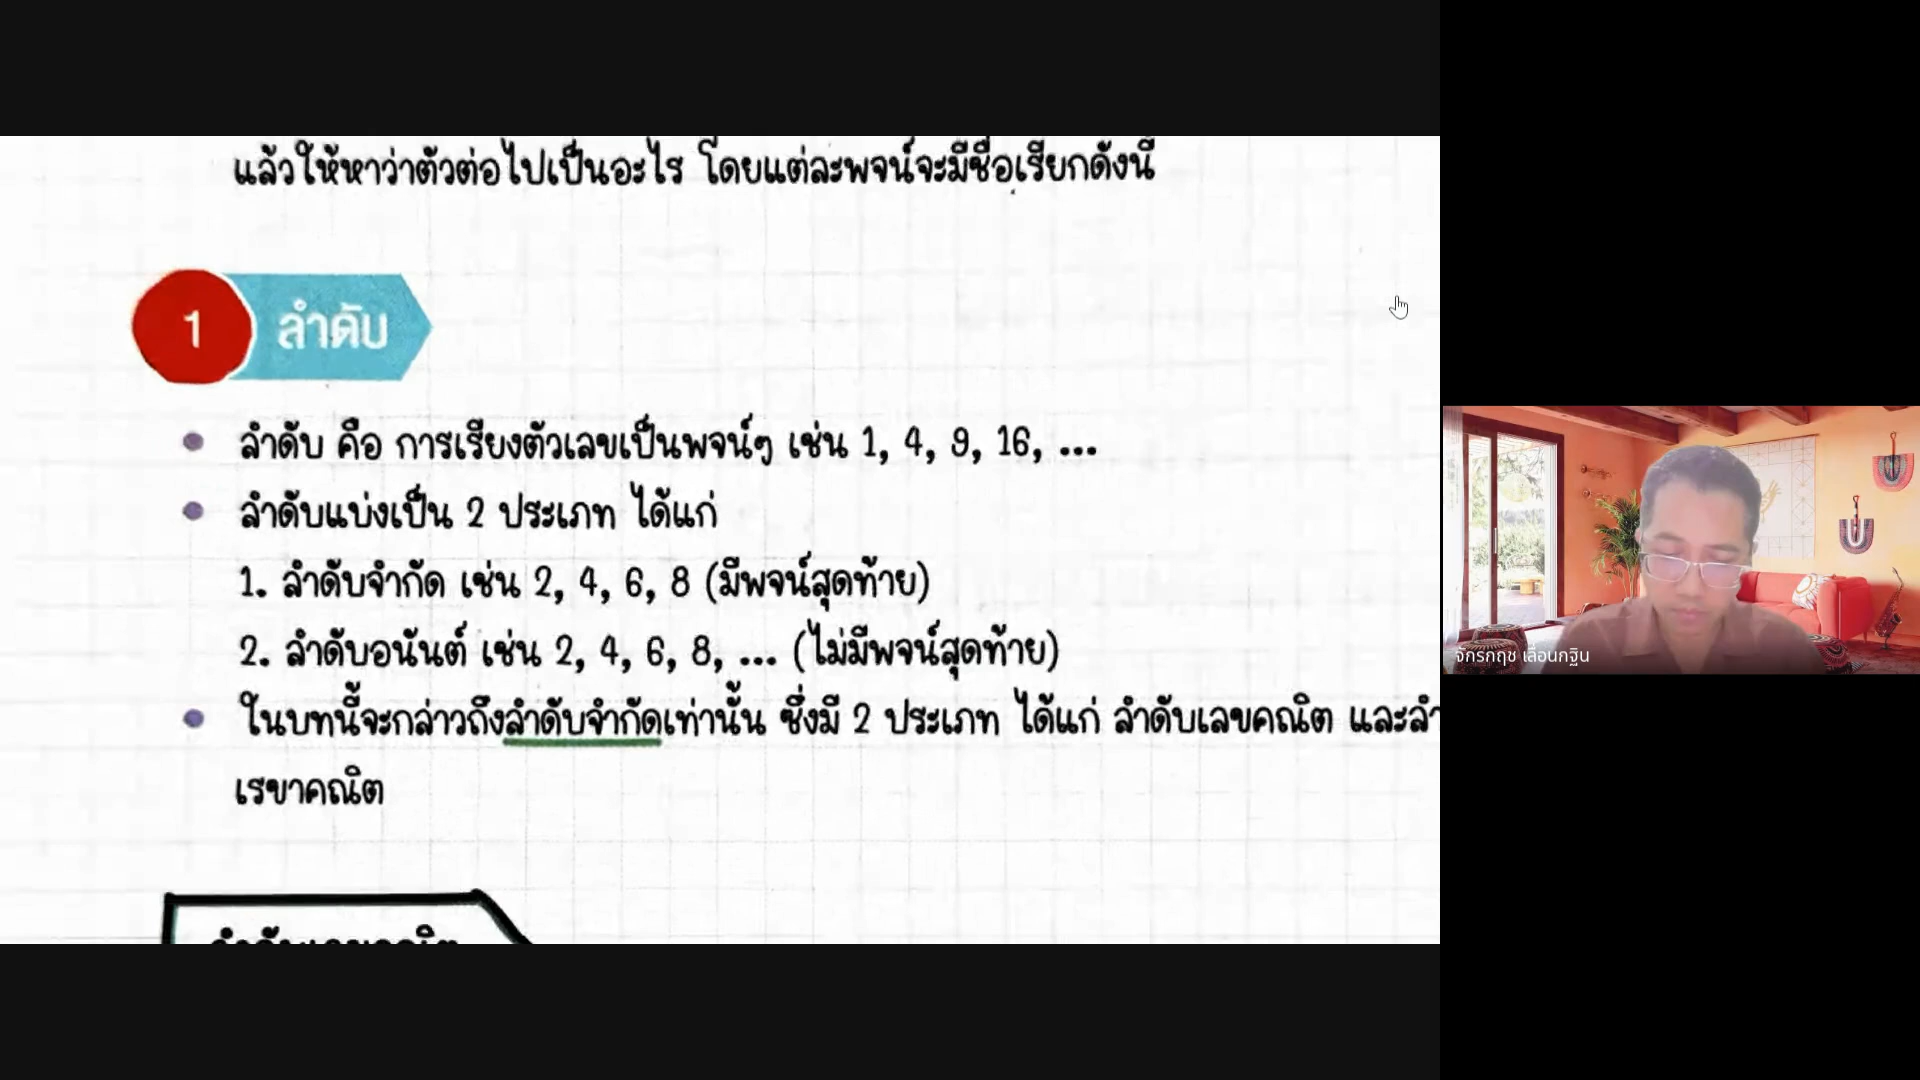 แล้วให้หาว่าตัวต่อไปเป็นอะไร โดยแต่ละพจน์จะมีชื่อเรียกดังนี้
1 ลำดับ
ลำดับ คือ การเรียงตัวเลขเป็นพจน์ๆ เช่น 1, 4, 9, 16, ...
ลำดับแบ่งเป็น 2 ประเภท ได้แก่
1. ลำดับจำกัด เช่น 2, 4, 6, 8 (มีพจน์สุดท้าย)
2. ลำดับอนันต์ เช่น 2, 4, 6, 8, ... (ไม่มีพจน์สุดท้าย)
ในบทนี้จะกล่าวถึงลำดับจำกัดเท่านั้น ซึ่งมี 2 ประเภท ได้แก่ ลำดับเลขคณิต และลำ
เรขาคณิต
ลำดับเลขคณิต
จักรกฤช เลื่อนกฐิน